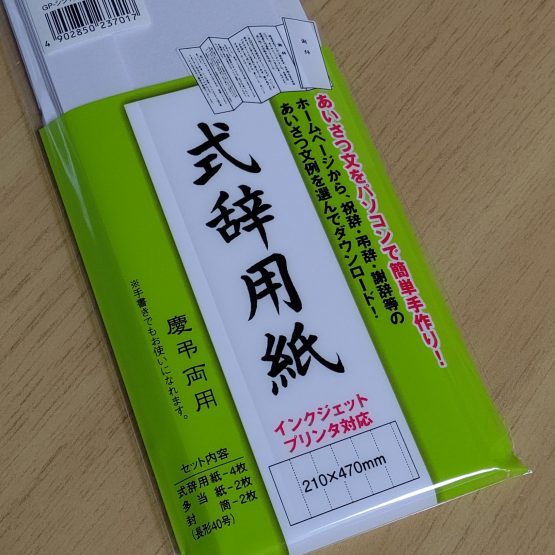 GP-シ
4902850237017
あいさつ文をパソコンで簡単手作り!
ホームページから、祝辞・弔辞・謝辞等の
あいさつ文例を選んでダウンロード!
式辞用紙
慶弔両用
※手書きでもお使いになれます。
インクジェット
プリンタ対応
210×470mm
セット内容
式辞用紙-4枚
多当紙-2枚
封筒-2枚
(長形40号)